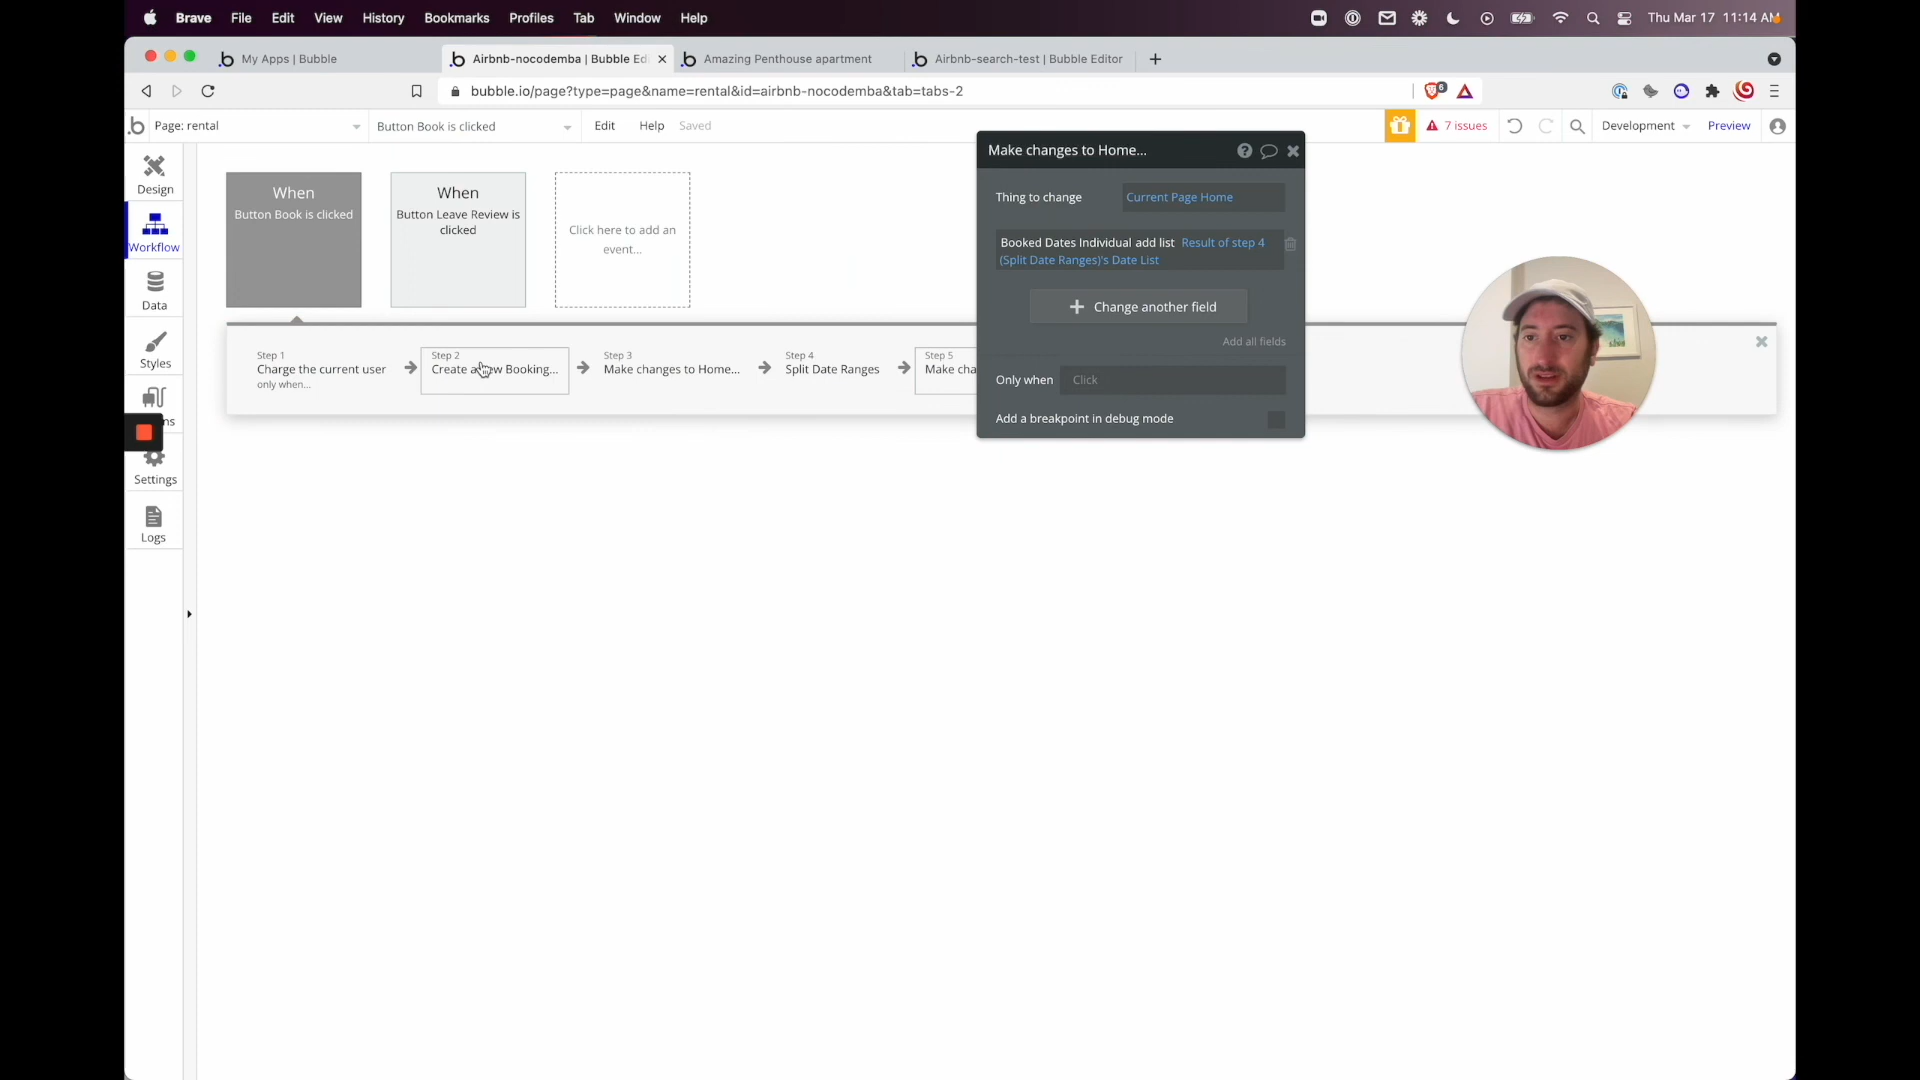 Brave File Edit View History Bookmarks Profiles Tab Window Help
Thu Mar 17 11:14 AM
My Apps | Bubble
Airbnb-nocodemba | Bubble Ed
Amazing Penthouse apartment
Airbnb-search-test | Bubble Editor
bubble.io/page?type=page&name=rental&id=airbnb-nocodemba&tab=tabs-2
Page: rental
Button Book is clicked
Edit
Help
Saved
7 issues
Development
Preview
Design
Workflow
Data
Styles
ns
Settings
Logs
When
Button Book is clicked
When
Button Leave Review is
clicked
Click here to add an
event...
Step 1
Charge the current user
only when...
Step 2
Create a new Booking...
Step 3
Make changes to Home...
Step 4
Split Date Ranges
Step 5
Make cha
Make changes to Home...
Thing to change
Current Page Home
Booked Dates Individual add list Result of step 4
(Split Date Ranges)'s Date List
Change another field
Add all fields
Only when
Click
Add a breakpoint in debug mode